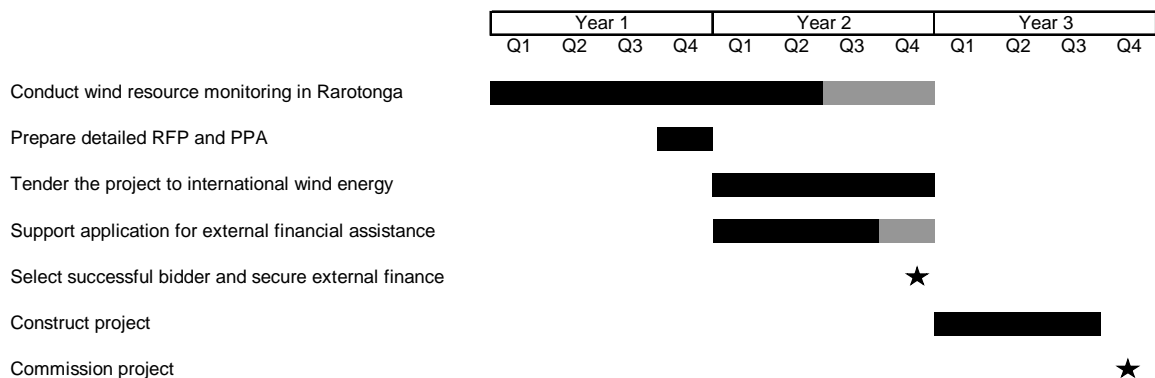 Year 1 Year 2 Year 3
Q1 Q2 Q3 Q4 Q1 Q2 Q3 Q4 Q1 Q2 Q3 Q4
Conduct wind resource monitoring in Rarotonga
Prepare detailed RFP and PPA
Tender the project to international wind energy
Support application for external financial assistance
Select successful bidder and secure external finance
Construct project
Commission project